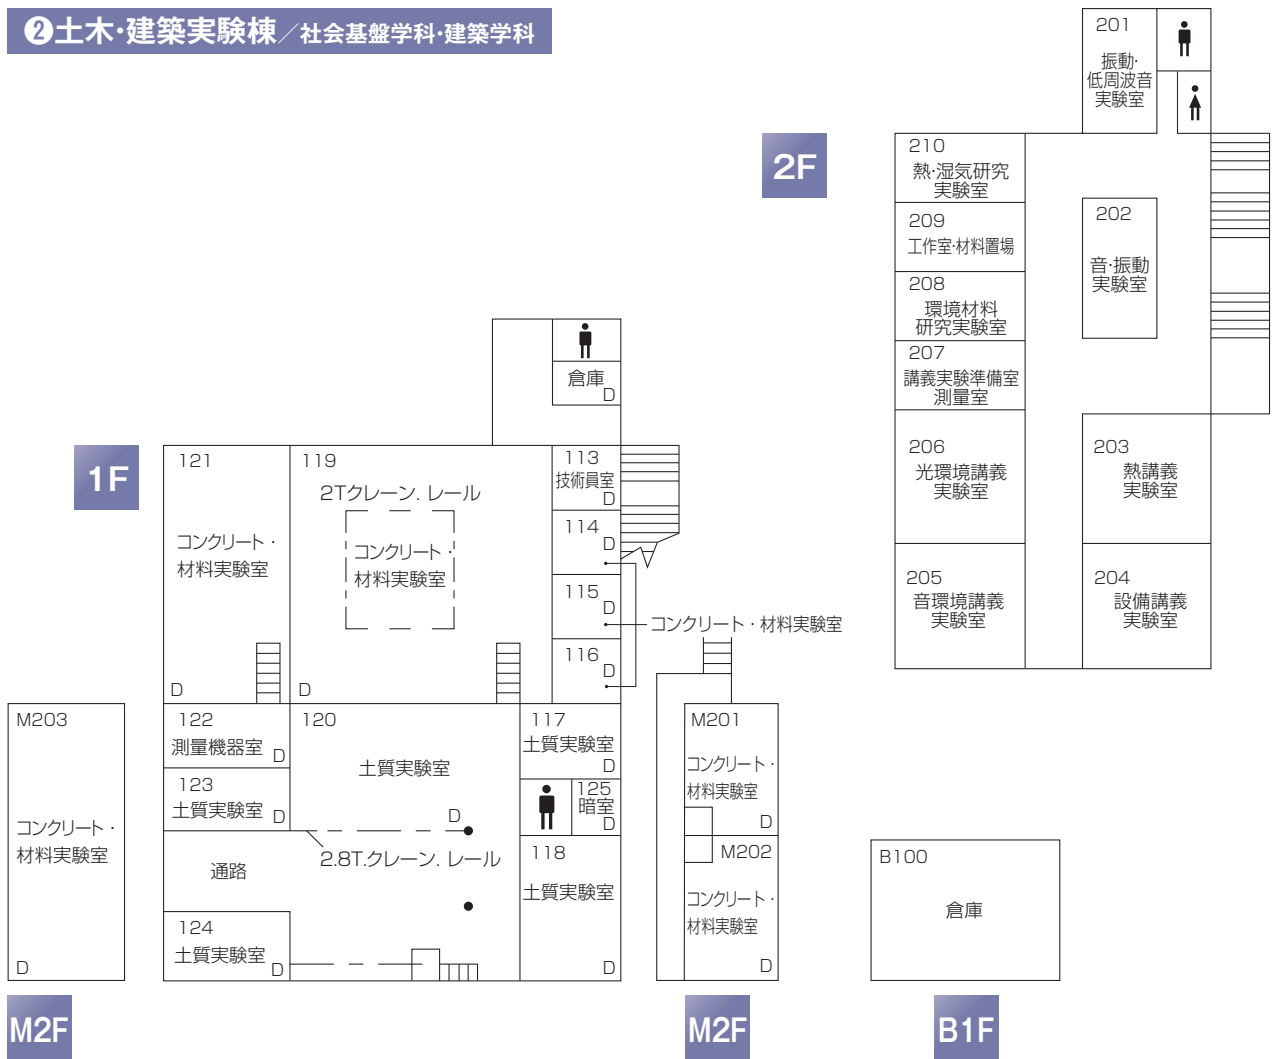 ❷土木・建築実験棟／社会基盤学科・建築学科
2F
201
振動・
低周波音
実験室
210
熱・湿気研究
実験室
209
工作室・材料置場
208
環境材料
研究実験室
207
講義実験準備室
測量室
206
光環境講義
実験室
205
音環境講義
実験室
202
音・振動
実験室
203
熱講義
実験室
204
設備講義
実験室
1F
倉庫
D
121
コンクリート・
材料実験室
D
119
2Tクレーン. レール
コンクリート・
材料実験室
D
113
技術員室
D
114
D
115
D
116
D
コンクリート・材料実験室
122
測量機器室
D
123
土質実験室
D
120
土質実験室
D
2.8T.クレーン. レール
通路
124
土質実験室
D
117
土質実験室
D
125
暗室
D
118
土質実験室
D
M203
コンクリート・
材料実験室
D
M2F
M201
コンクリート・
材料実験室
D
M202
コンクリート・
材料実験室
D
M2F
B100
倉庫
B1F